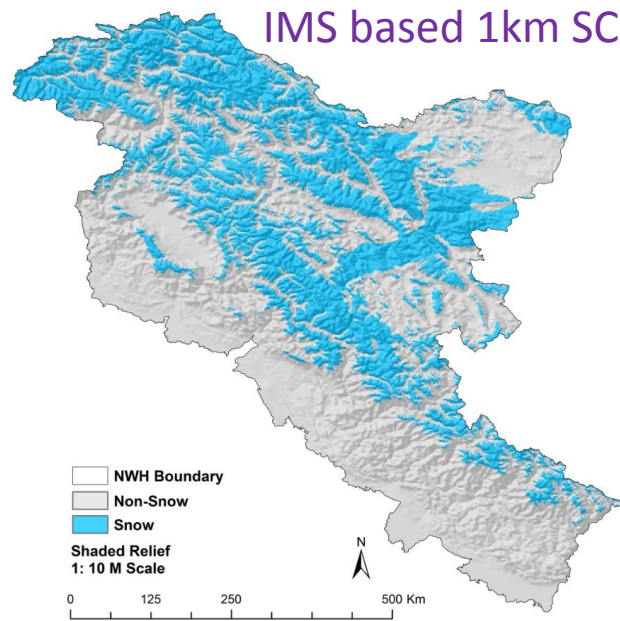 IMS based 1km SC
NWH Boundary
Non-Snow
Snow
Shaded Relief
1: 10 M Scale
N
0 125 250 500 Km